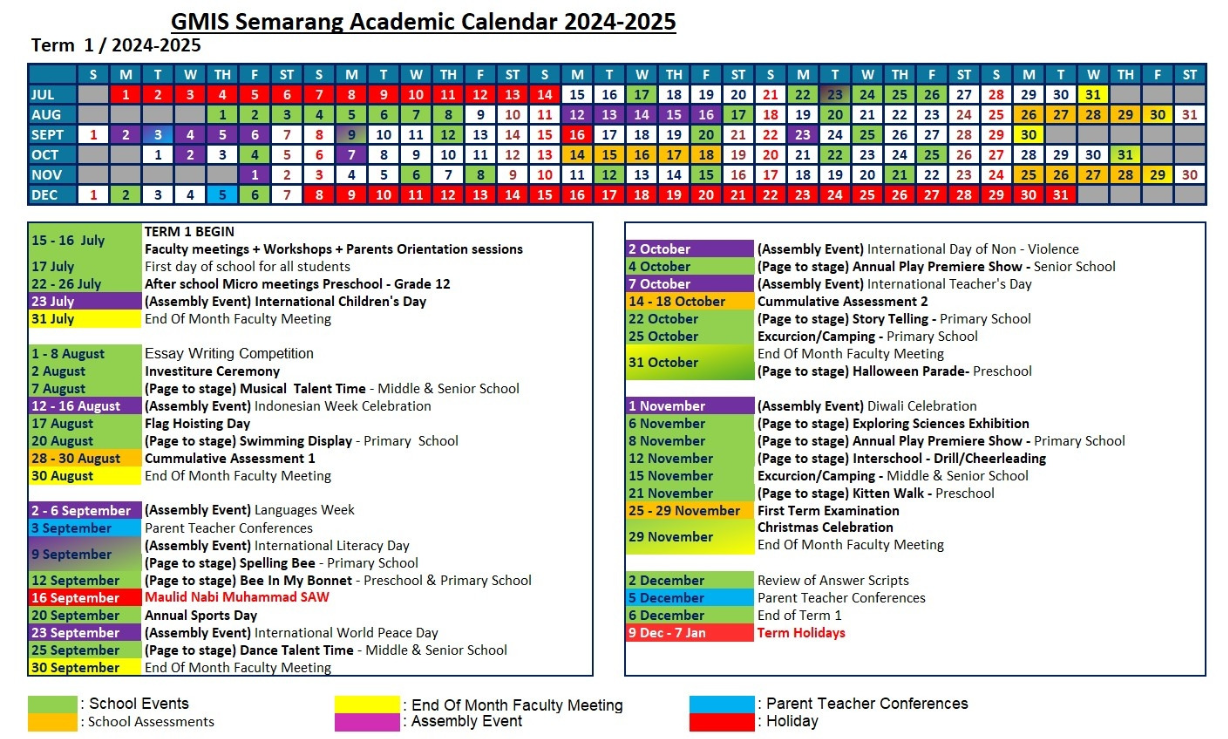 GMIS Semarang Academic Calendar 2024-2025
Term 1 / 2024-2025
S M T W TH F ST S M T W TH F ST S M T W TH F ST S M T W TH F ST S M T W TH F ST
JUL 1 2 3 4 5 6 7 8 9 10 11 12 13 14 15 16 17 18 19 20 21 22 23 24 25 26 27 28 29 30 31
AUG 1 2 3 4 5 6 7 8 9 10 11 12 13 14 15 16 17 18 19 20 21 22 23 24 25 26 27 28 29 30 31
SEPT 1 2 3 4 5 6 7 8 9 10 11 12 13 14 15 16 17 18 19 20 21 22 23 24 25 26 27 28 29 30
OCT 1 2 3 4 5 6 7 8 9 10 11 12 13 14 15 16 17 18 19 20 21 22 23 24 25 26 27 28 29 30 31
NOV 1 2 3 4 5 6 7 8 9 10 11 12 13 14 15 16 17 18 19 20 21 22 23 24 25 26 27 28 29 30
DEC 1 2 3 4 5 6 7 8 9 10 11 12 13 14 15 16 17 18 19 20 21 22 23 24 25 26 27 28 29 30 31
15 - 16 July TERM 1 BEGIN
Faculty meetings + Workshops + Parents Orientation sessions
17 July First day of school for all students
22 - 26 July After school Micro meetings Preschool - Grade 12
23 July (Assembly Event) International Children's Day
31 July End Of Month Faculty Meeting
1 - 8 August Essay Writing Competition
2 August Investiture Ceremony
7 August (Page to stage) Musical Talent Time - Middle & Senior School
12 - 16 August (Assembly Event) Indonesian Week Celebration
17 August Flag Hoisting Day
20 August (Page to stage) Swimming Display - Primary School
28 - 30 August Cummulative Assessment 1
30 August End Of Month Faculty Meeting
2 - 6 September (Assembly Event) Languages Week
3 September Parent Teacher Conferences
9 September (Assembly Event) International Literacy Day
(Page to stage) Spelling Bee - Primary School
12 September (Page to stage) Bee In My Bonnet - Preschool & Primary School
16 September Maulid Nabi Muhammad SAW
20 September Annual Sports Day
23 September (Assembly Event) International World Peace Day
25 September (Page to stage) Dance Talent Time - Middle & Senior School
30 September End Of Month Faculty Meeting
2 October (Assembly Event) International Day of Non - Violence
4 October (Page to stage) Annual Play Premiere Show - Senior School
7 October (Assembly Event) International Teacher's Day
14 - 18 October Cummulative Assessment 2
22 October (Page to stage) Story Telling - Primary School
25 October Excurcion/Camping - Primary School
31 October End Of Month Faculty Meeting
(Page to stage) Halloween Parade- Preschool
1 November (Assembly Event) Diwali Celebration
6 November (Page to stage) Exploring Sciences Exhibition
8 November (Page to stage) Annual Play Premiere Show - Primary School
12 November (Page to stage) Interschool - Drill/Cheerleading
15 November Excurcion/Camping - Middle & Senior School
21 November (Page to stage) Kitten Walk - Preschool
25 - 29 November First Term Examination
29 November Christmas Celebration
End Of Month Faculty Meeting
2 December Review of Answer Scripts
5 December Parent Teacher Conferences
6 December End of Term 1
9 Dec - 7 Jan Term Holidays
: School Events
: School Assessments
: End Of Month Faculty Meeting
: Assembly Event
: Parent Teacher Conferences
: Holiday